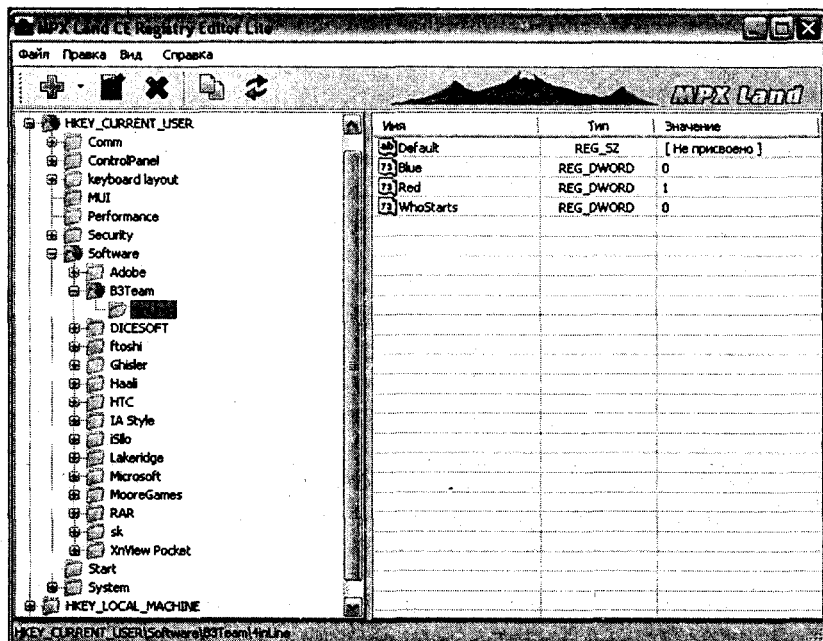 MPX Land CE Registry Editor Lite
Файл Правка Вид Справка
MPX Land
HKEY_CURRENT_USER
Comm
ControlPanel
keyboard layout
MUI
Performance
Security
Software
Adobe
B3Team
DICESOFT
ftoshi
Ghisler
Haali
HTC
IA Style
iSilo
Lakeridge
Microsoft
MooreGames
RAR
sk
XnView Pocket
Start
System
HKEY_LOCAL_MACHINE
Имя Тип Значение
Default REG_SZ [ Не присвоено ]
Blue REG_DWORD 0
Red REG_DWORD 1
WhoStarts REG_DWORD 0
HKEY_CURRENT_USER\Software\B3Team\4inLine